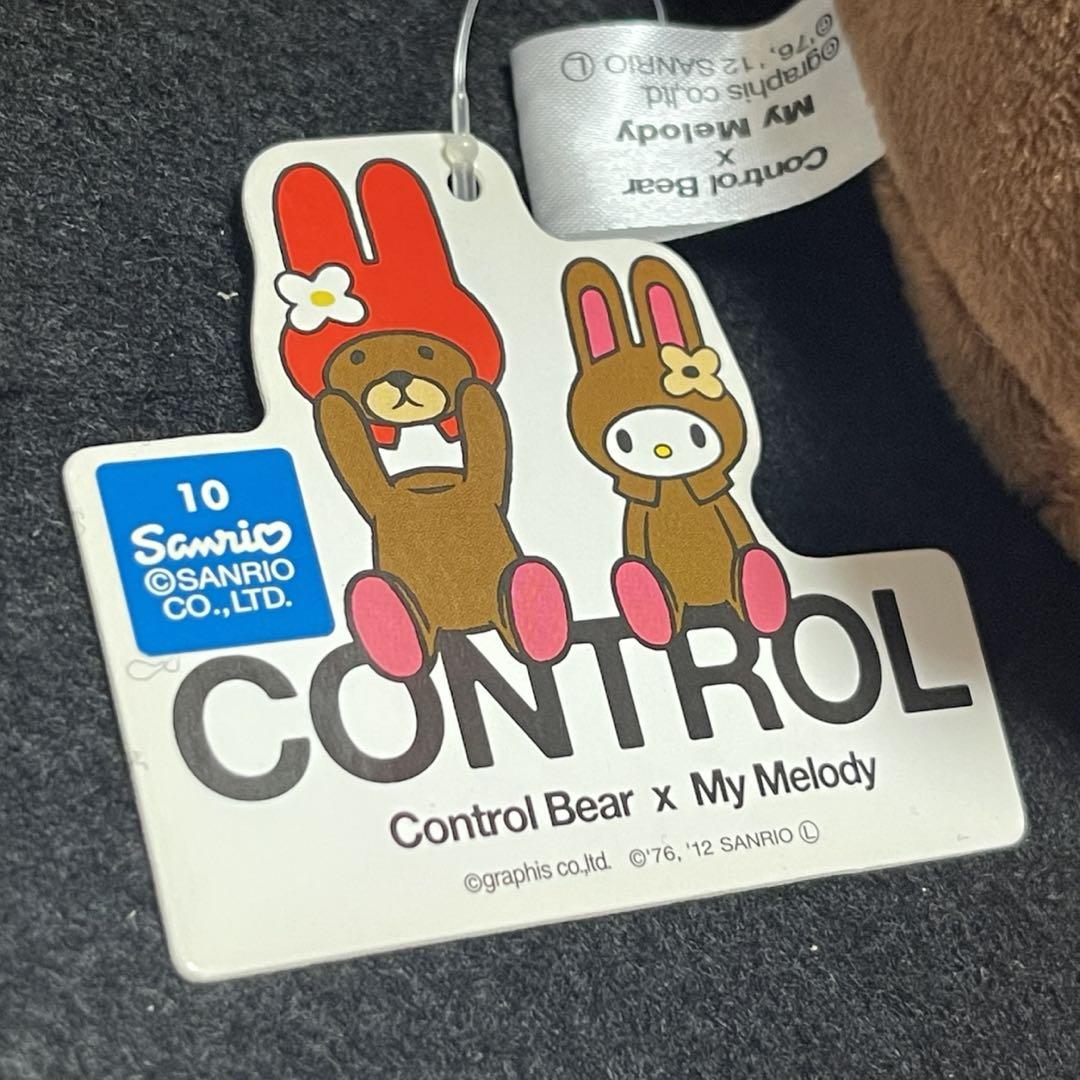 10
Sanrio
©SANRIO
CO.,LTD.
CONTROL
Control Bear x My Melody
©graphis co.,ltd. ©'76, '12 SANRIO Ⓛ
Control Bear
x
My Melody
©graphis co.,ltd.
©'76, '12 SANRIO Ⓛ